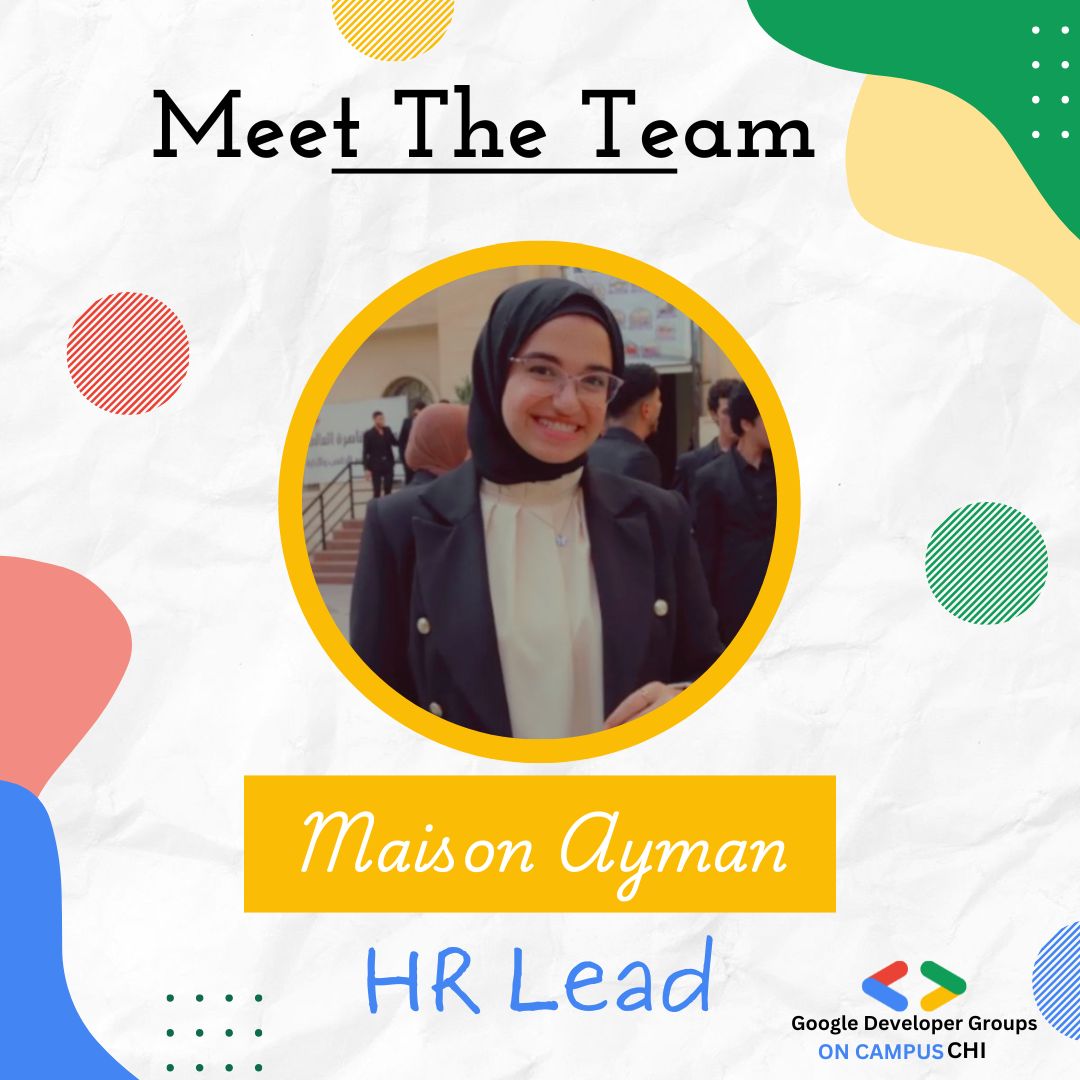 Meet The Team
Maison Ayman
HR Lead
Google Developer Groups
ON CAMPUS CHI